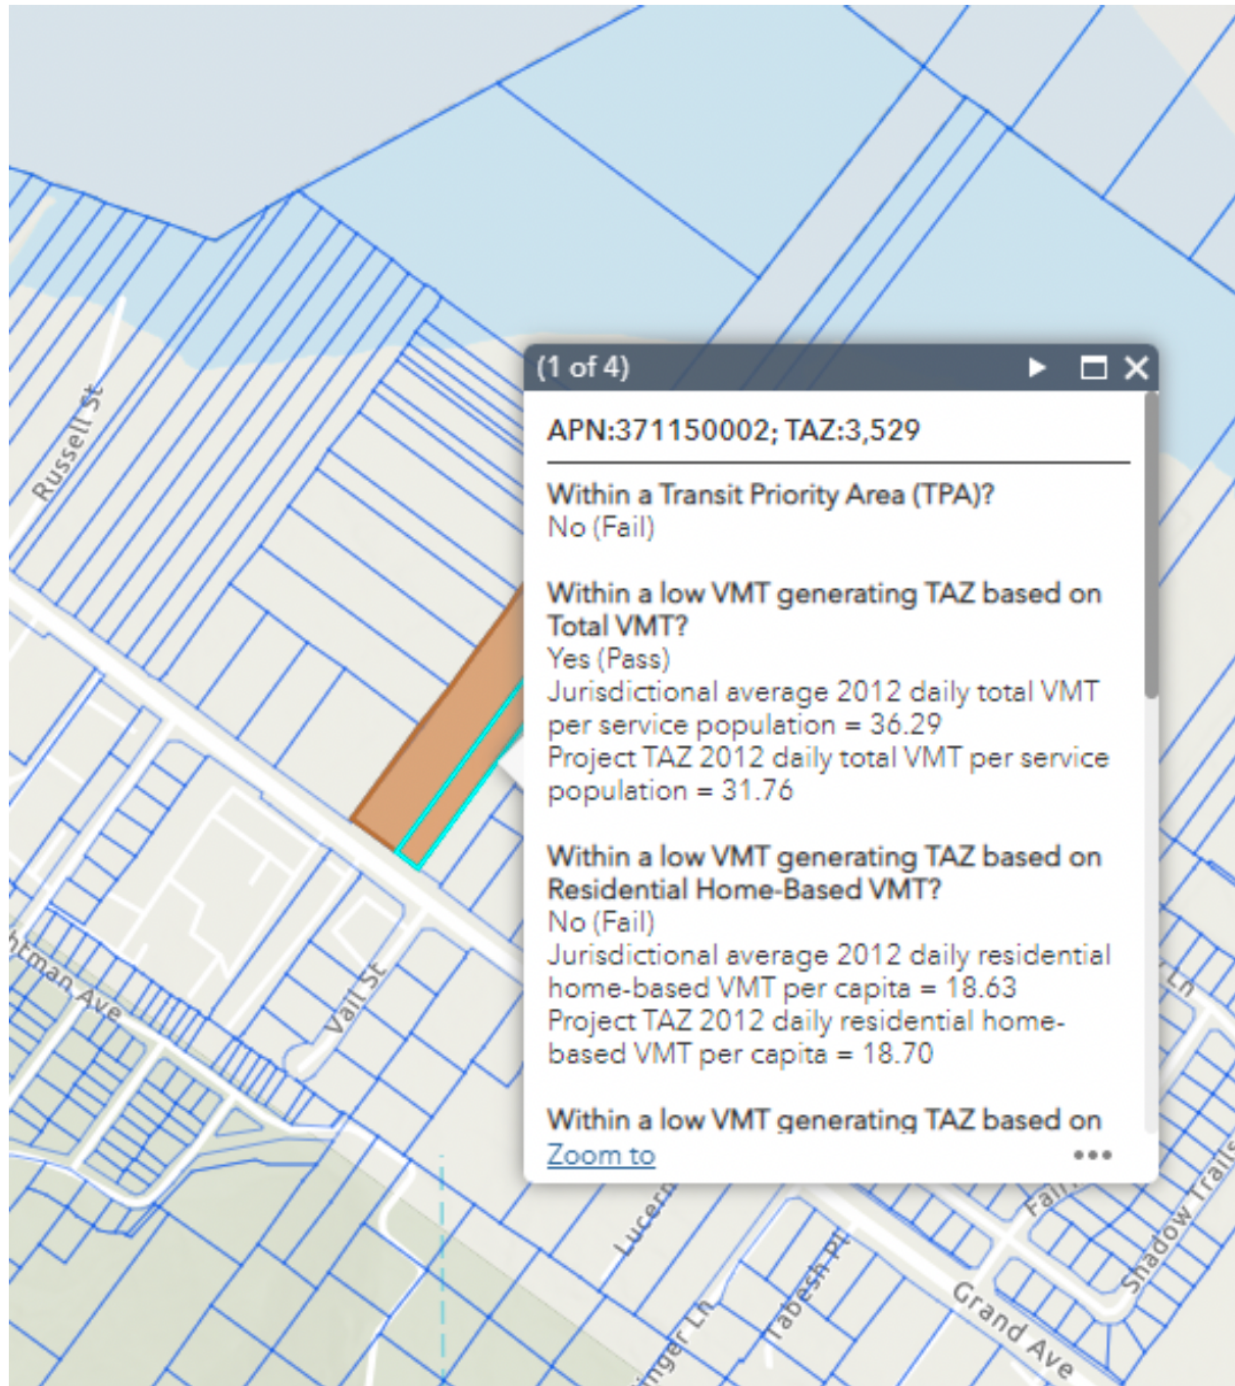 (1 of 4)
APN:371150002; TAZ:3,529
Within a Transit Priority Area (TPA)?
No (Fail)
Within a low VMT generating TAZ based on
Total VMT?
Yes (Pass)
Jurisdictional average 2012 daily total VMT
per service population = 36.29
Project TAZ 2012 daily total VMT per service
population = 31.76
Within a low VMT generating TAZ based on
Residential Home-Based VMT?
No (Fail)
Jurisdictional average 2012 daily residential
home-based VMT per capita = 18.63
Project TAZ 2012 daily residential home-
based VMT per capita = 18.70
Within a low VMT generating TAZ based on
Zoom to
Russell St
htman Ave
Vail St
Lucern
inger Ln
Tabesh Pl
Grand Ave
Shadow Trails
Ln